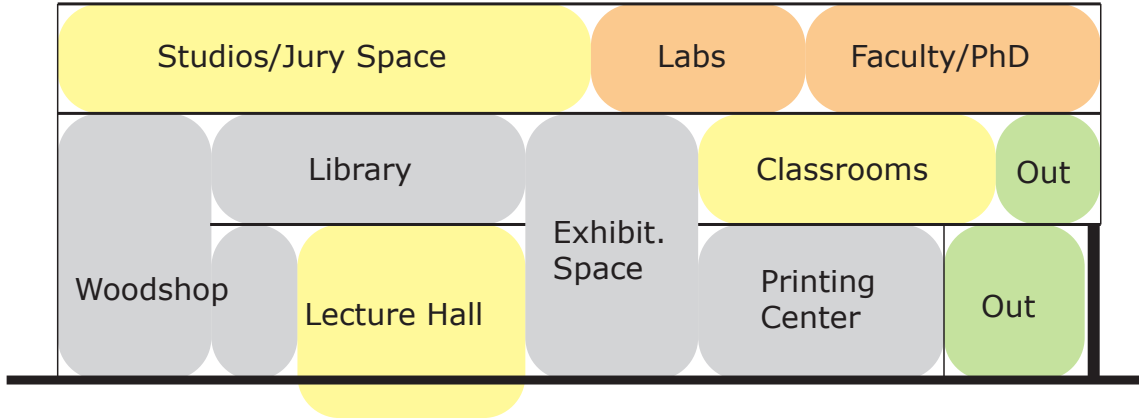 Studios/Jury Space
Labs
Faculty/PhD
Library
Classrooms
Out
Exhibit.
Space
Woodshop
Lecture Hall
Printing
Center
Out